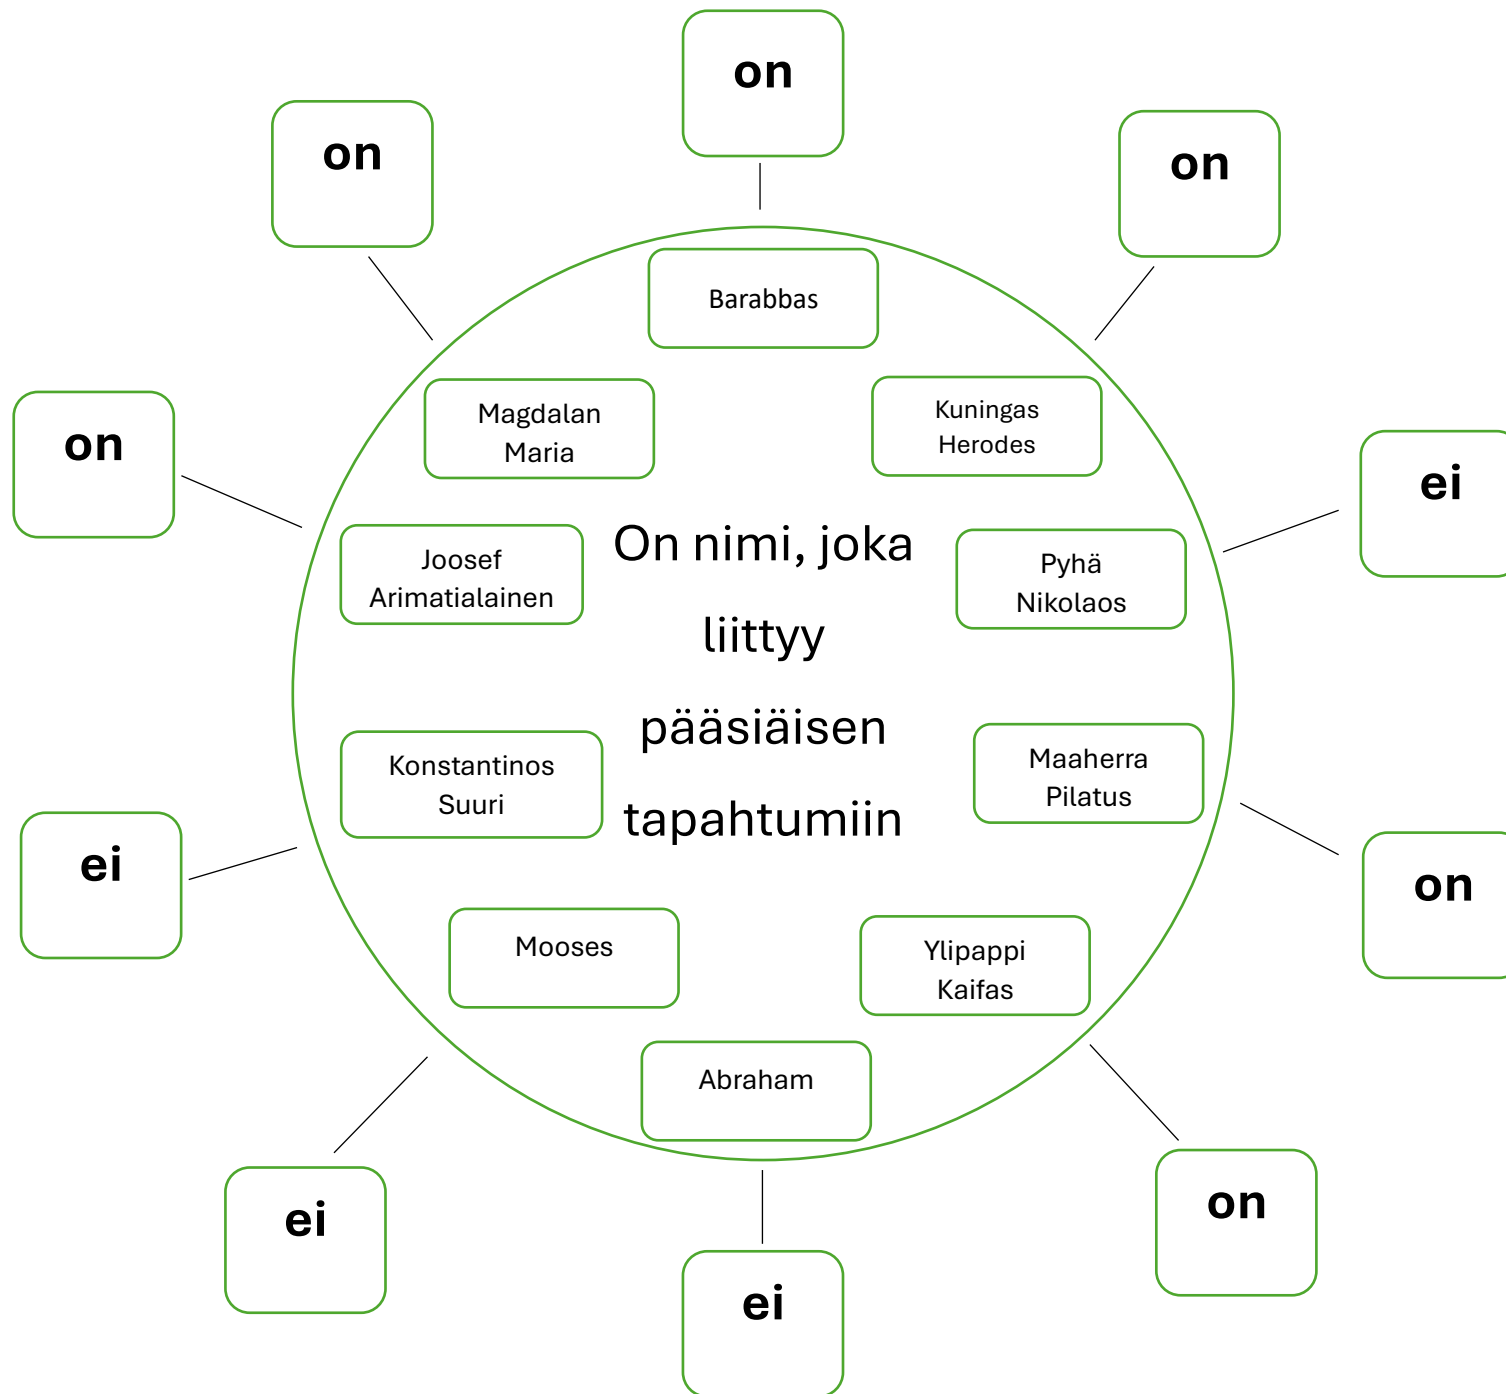 on
on
on
Barabbas
Magdalan
Maria
Kuningas
Herodes
on
ei
Joosef
Arimatialainen
On nimi, joka
liittyy
pääsiäisen
tapahtumiin
Pyhä
Nikolaos
Konstantinos
Suuri
Maaherra
Pilatus
ei
on
Mooses
Ylipappi
Kaifas
Abraham
ei
on
ei